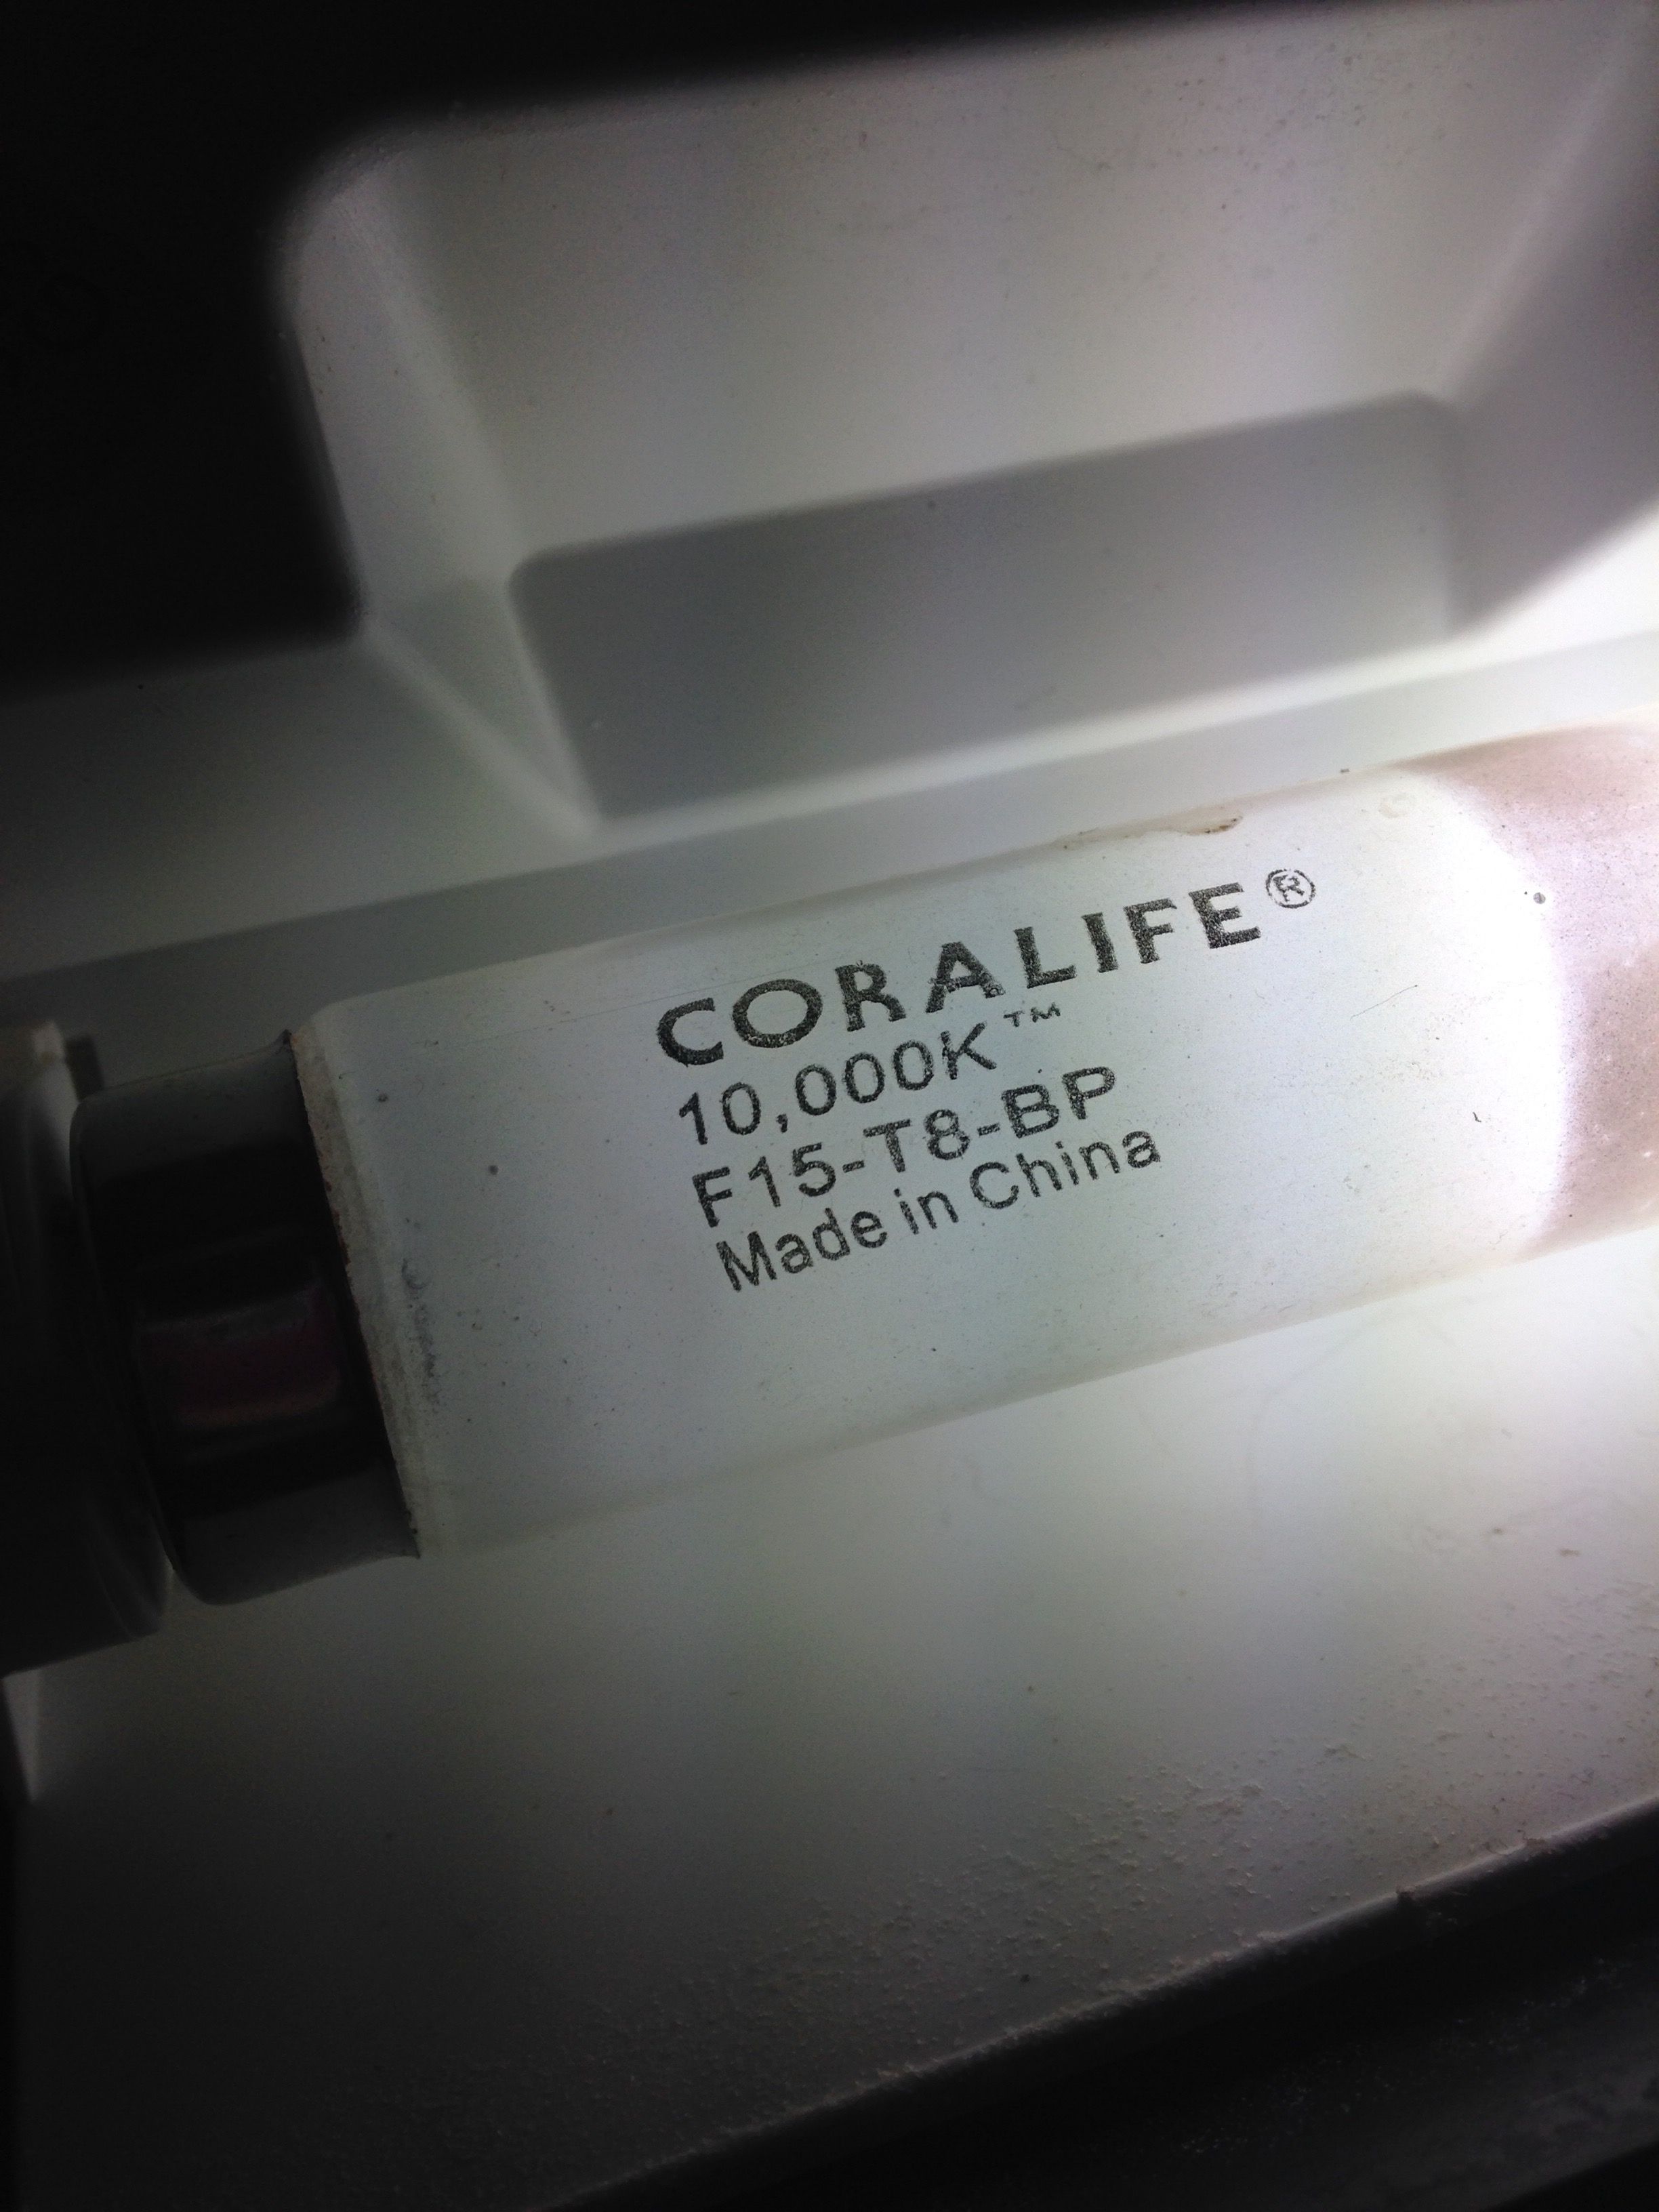 CORALIFE®
10,000K™
F15-T8-BP
Made in China